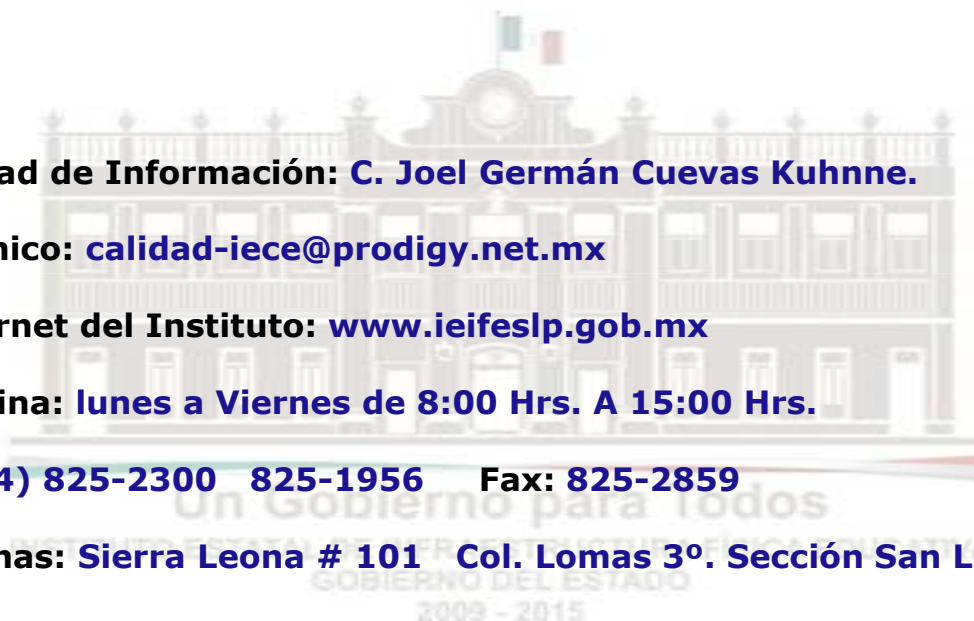 ad de Información: C. Joel Germán Cuevas Kuhnne.
nico: calidad-iece@prodigy.net.mx
rnet del Instituto: www.ieifeslp.gob.mx
ina: lunes a Viernes de 8:00 Hrs. A 15:00 Hrs.
4) 825-2300 825-1956 Fax: 825-2859
Un Gobierno para Todos
nas: Sierra Leona # 101 Col. Lomas 3º. Sección San L
GOBIERNO DEL ESTADO
2009 - 2015